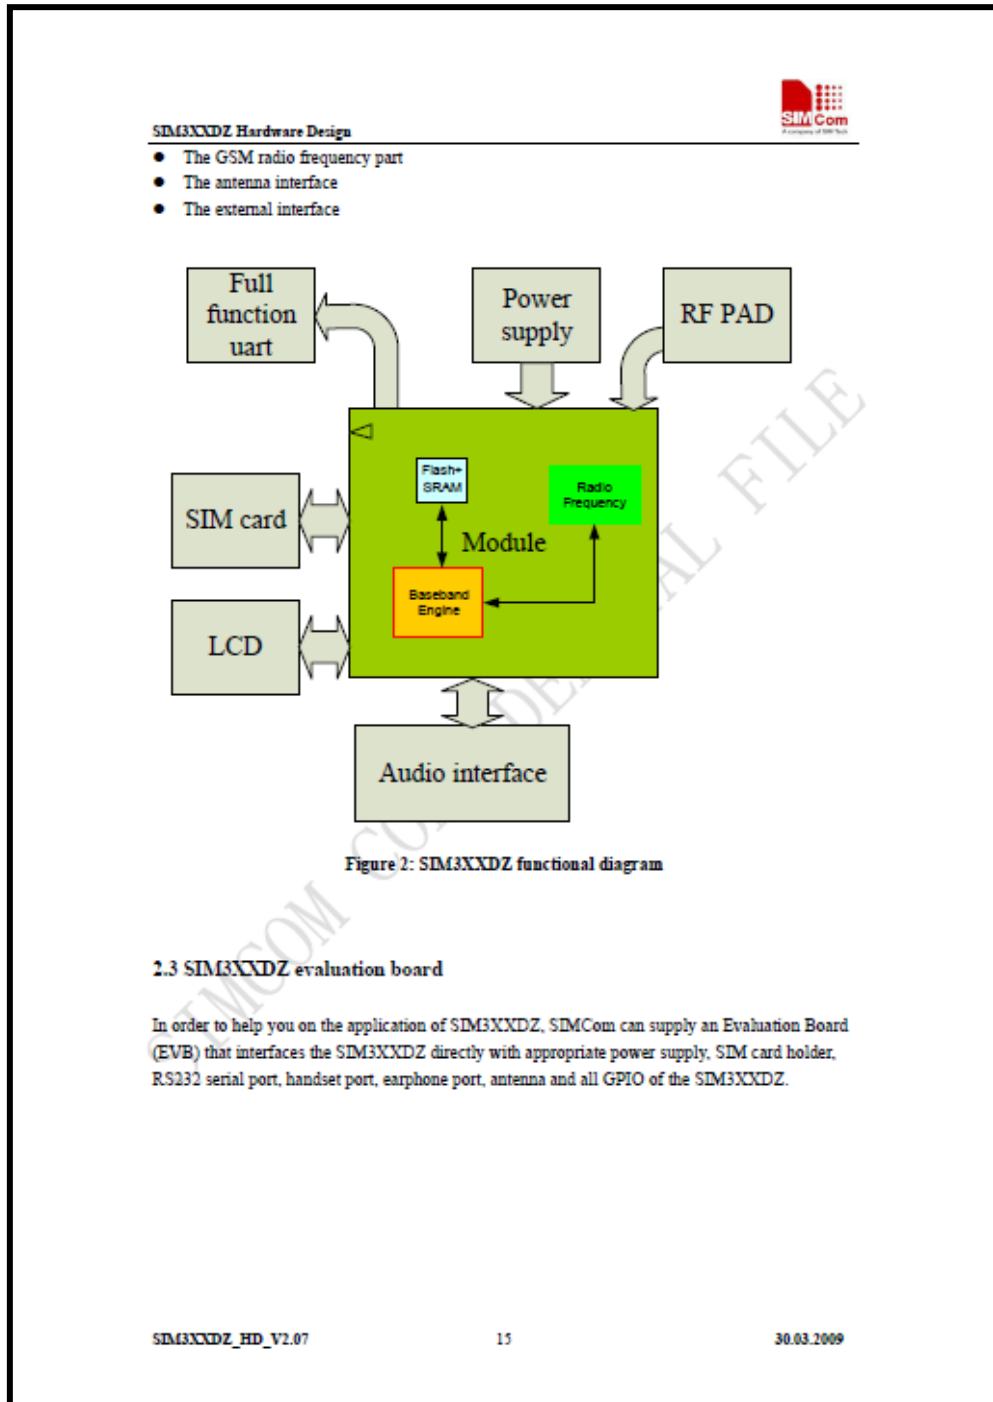 SIMCom
A company of SIM Tech
SIM3XXDZ Hardware Design
● The GSM radio frequency part
● The antenna interface
● The external interface
Full
function
uart
Power
supply
RF PAD
Flash+
SRAM
Radio
Frequency
SIM card
Module
Baseband
Engine
LCD
Audio interface
Figure 2: SIM3XXDZ functional diagram
2.3 SIM3XXDZ evaluation board
In order to help you on the application of SIM3XXDZ, SIMCom can supply an Evaluation Board
(EVB) that interfaces the SIM3XXDZ directly with appropriate power supply, SIM card holder,
RS232 serial port, handset port, earphone port, antenna and all GPIO of the SIM3XXDZ.
SIMCOM CONFIDENTIAL FILE
SIM3XXDZ_HD_V2.07
15
30.03.2009